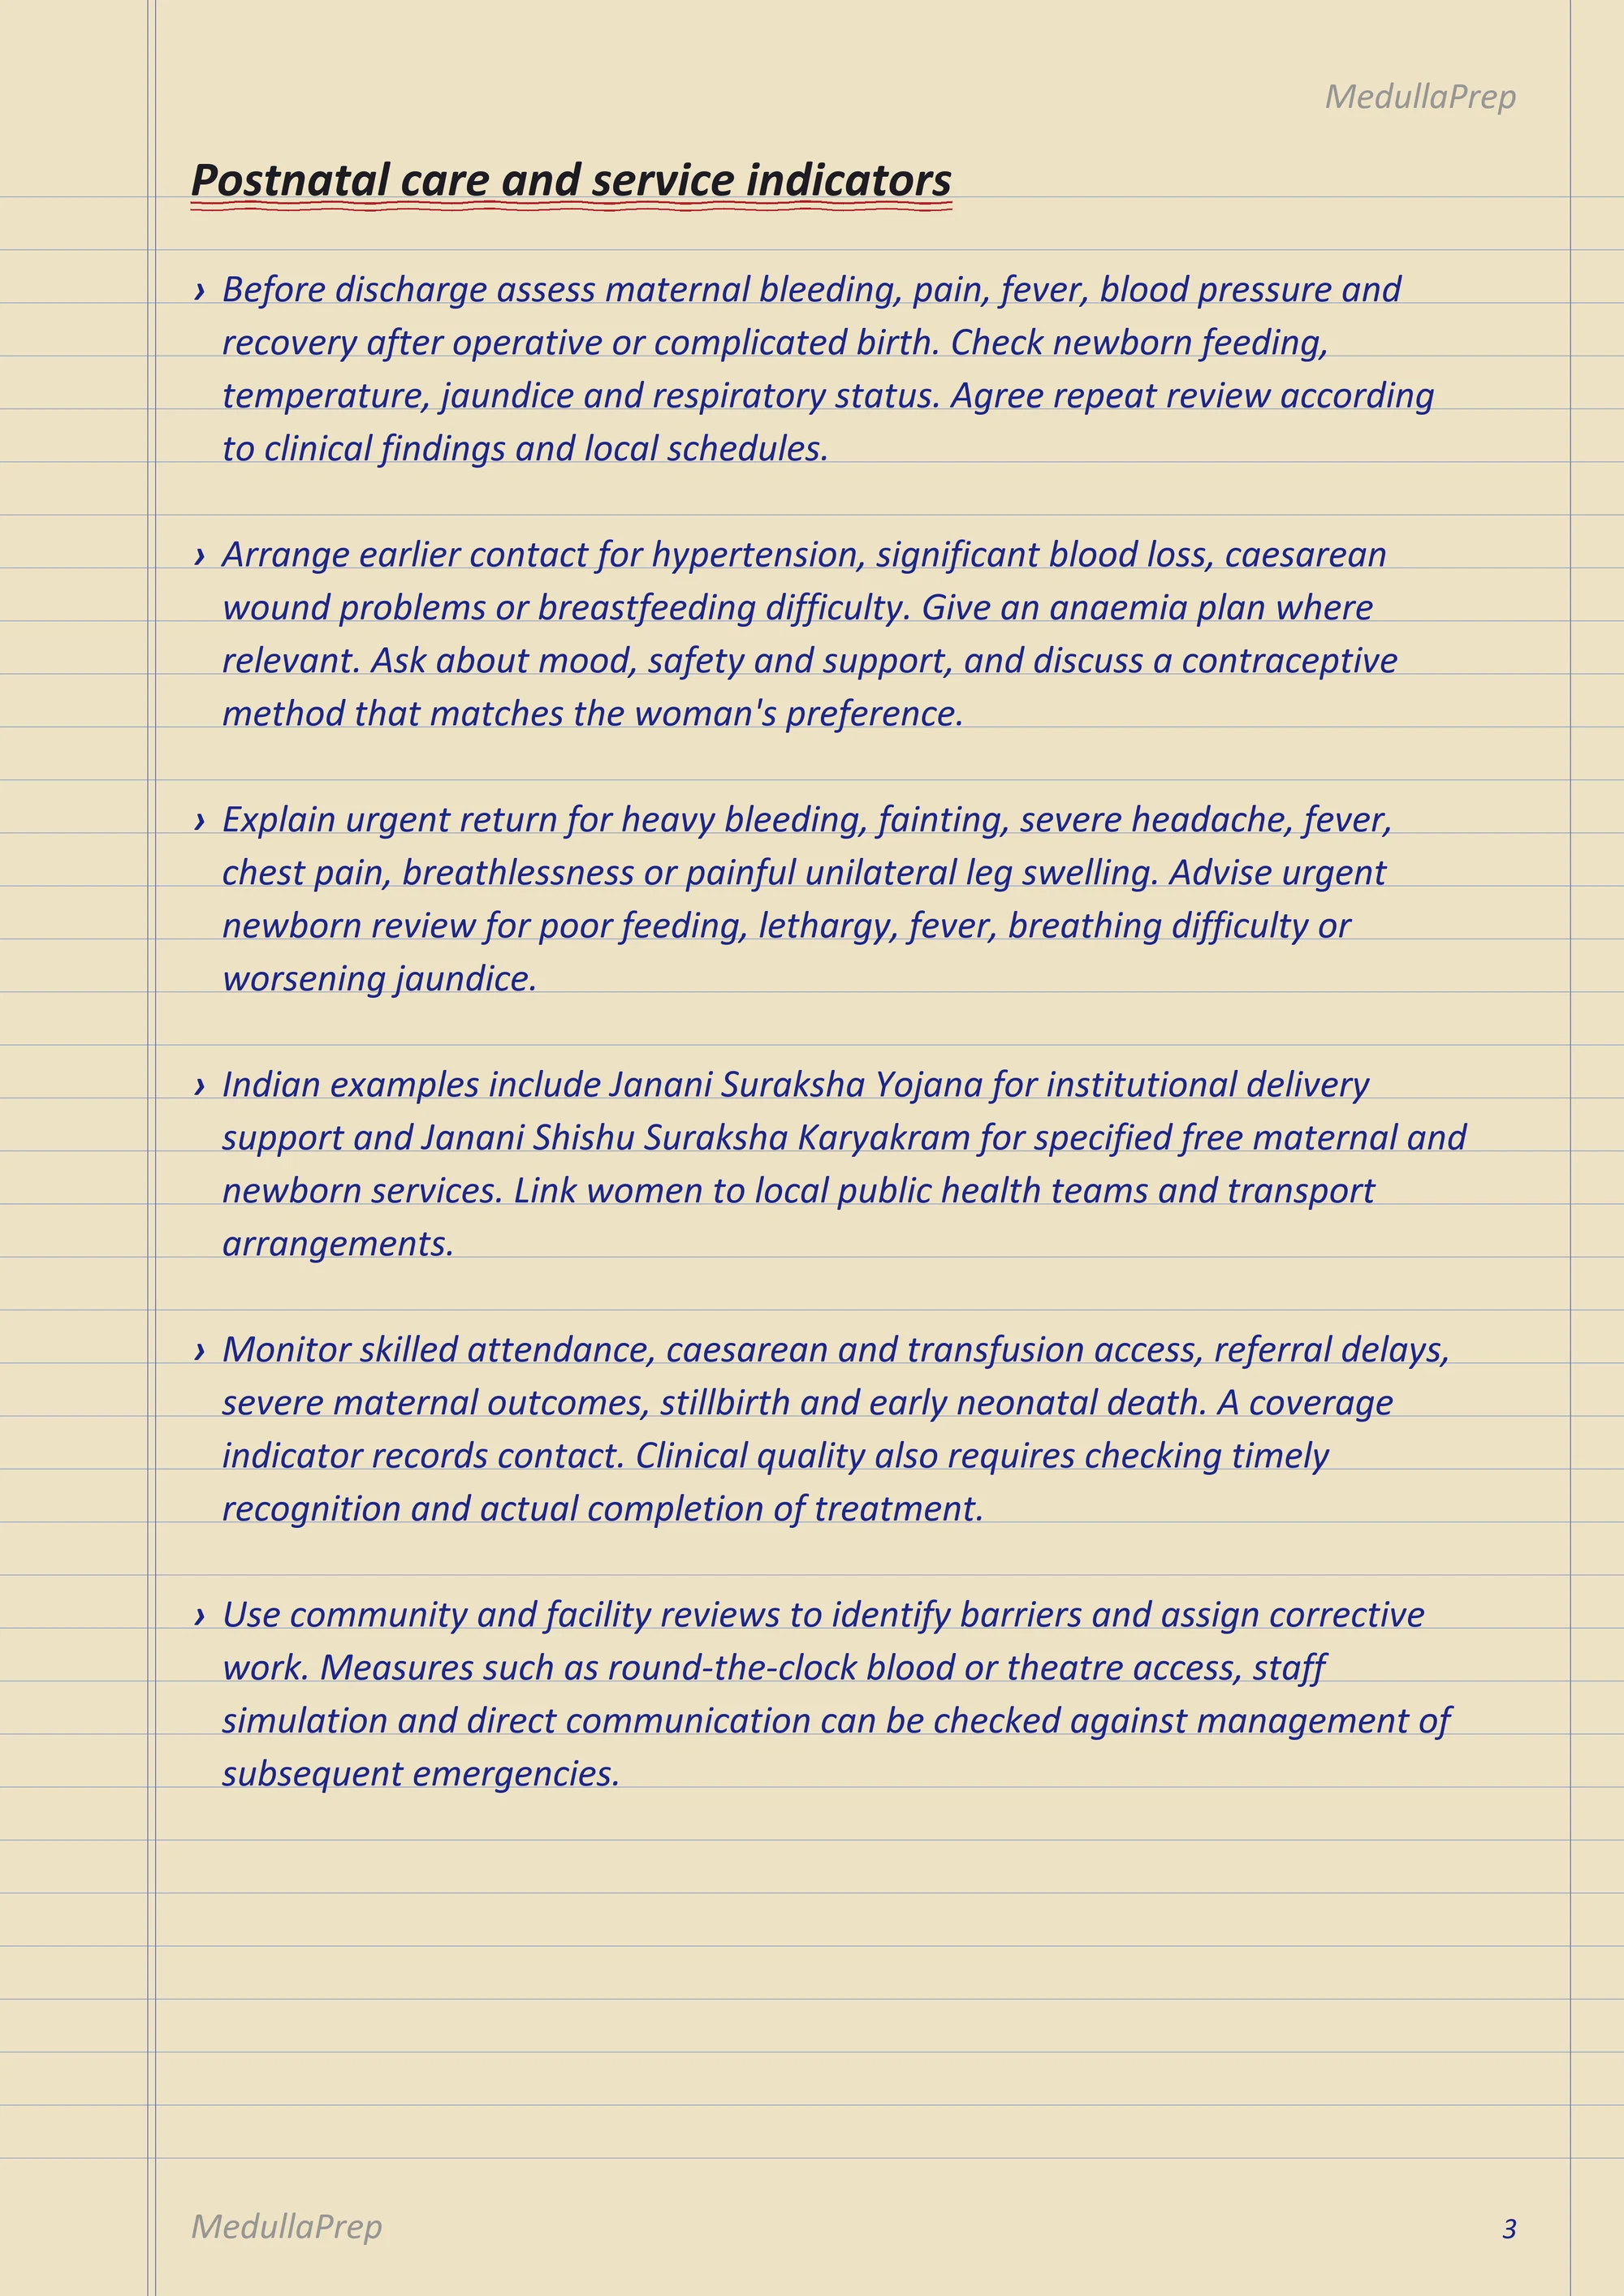 MedullaPrep
Postnatal care and service indicators
› Before discharge assess maternal bleeding, pain, fever, blood pressure and
recovery after operative or complicated birth. Check newborn feeding,
temperature, jaundice and respiratory status. Agree repeat review according
to clinical findings and local schedules.
› Arrange earlier contact for hypertension, significant blood loss, caesarean
wound problems or breastfeeding difficulty. Give an anaemia plan where
relevant. Ask about mood, safety and support, and discuss a contraceptive
method that matches the woman's preference.
› Explain urgent return for heavy bleeding, fainting, severe headache, fever,
chest pain, breathlessness or painful unilateral leg swelling. Advise urgent
newborn review for poor feeding, lethargy, fever, breathing difficulty or
worsening jaundice.
› Indian examples include Janani Suraksha Yojana for institutional delivery
support and Janani Shishu Suraksha Karyakram for specified free maternal and
newborn services. Link women to local public health teams and transport
arrangements.
› Monitor skilled attendance, caesarean and transfusion access, referral delays,
severe maternal outcomes, stillbirth and early neonatal death. A coverage
indicator records contact. Clinical quality also requires checking timely
recognition and actual completion of treatment.
› Use community and facility reviews to identify barriers and assign corrective
work. Measures such as round-the-clock blood or theatre access, staff
simulation and direct communication can be checked against management of
subsequent emergencies.
MedullaPrep
3